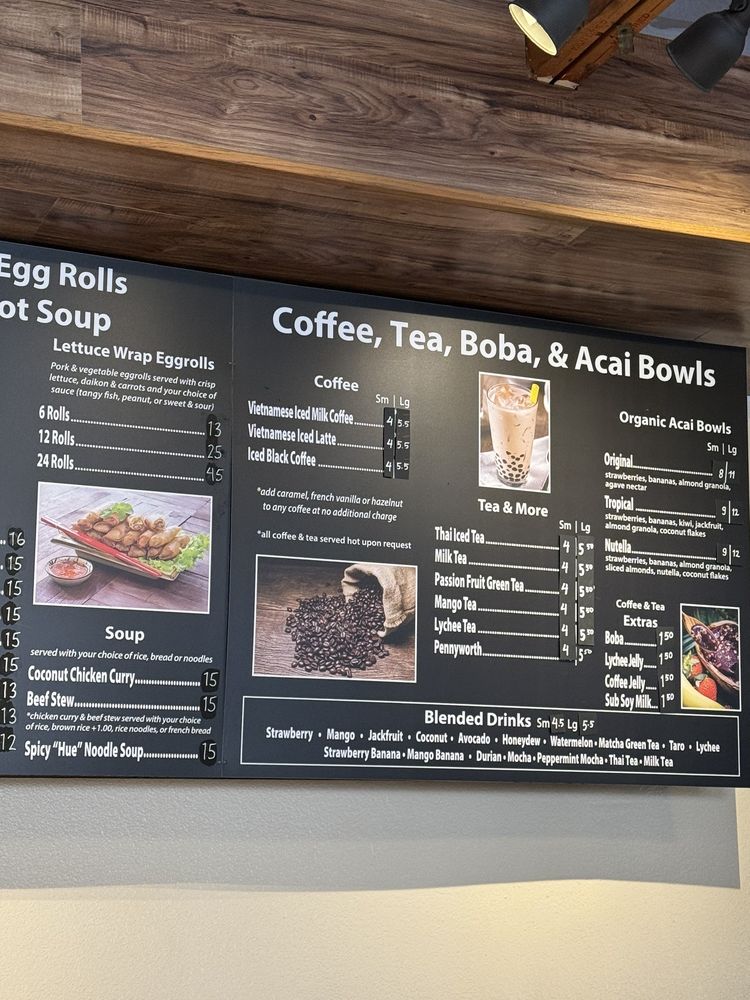 Egg Rolls
ot Soup
Lettuce Wrap Eggrolls
Pork & vegetable eggrolls served with crisp
lettuce, daikon & carrots and your choice of
sauce (tangy fish, peanut, or sweet & sour)
6 Rolls 13
12 Rolls 25
24 Rolls 45
16
15
15
15
15
15
13
13
12
Soup
served with your choice of rice, bread or noodles
Coconut Chicken Curry 15
Beef Stew 15
*chicken curry & beef stew served with your choice
of rice, brown rice +1.00, rice noodles, or french bread
Spicy "Hue" Noodle Soup 15
Coffee, Tea, Boba, & Acai Bowls
Coffee
Sm | Lg
Vietnamese Iced Milk Coffee 4 5.5
Vietnamese Iced Latte 4 5.5
Iced Black Coffee 4 5.5
*add caramel, french vanilla or hazelnut
to any coffee at no additional charge
*all coffee & tea served hot upon request
Tea & More
Sm | Lg
Thai Iced Tea 4 5.50
Milk Tea 4 5.50
Passion Fruit Green Tea 4 5.50
Mango Tea 4 5.50
Lychee Tea 4 5.50
Pennyworth 4 5.50
Organic Acai Bowls
Sm | Lg
Original 8 | 11
strawberries, bananas, almond granola,
agave nectar
Tropical 9 | 12
strawberries, bananas, kiwi, jackfruit,
almond granola, coconut flakes
Nutella 9 | 12
strawberries, bananas, almond granola,
sliced almonds, nutella, coconut flakes
Coffee & Tea
Extras
Boba 1.50
Lychee Jelly 1.50
Coffee Jelly 1.50
Sub Soy Milk 1.50
Blended Drinks Sm 4.5 Lg 5.5
Strawberry • Mango • Jackfruit • Coconut • Avocado • Honeydew • Watermelon • Matcha Green Tea • Taro • Lychee
Strawberry Banana • Mango Banana • Durian • Mocha • Peppermint Mocha • Thai Tea • Milk Tea